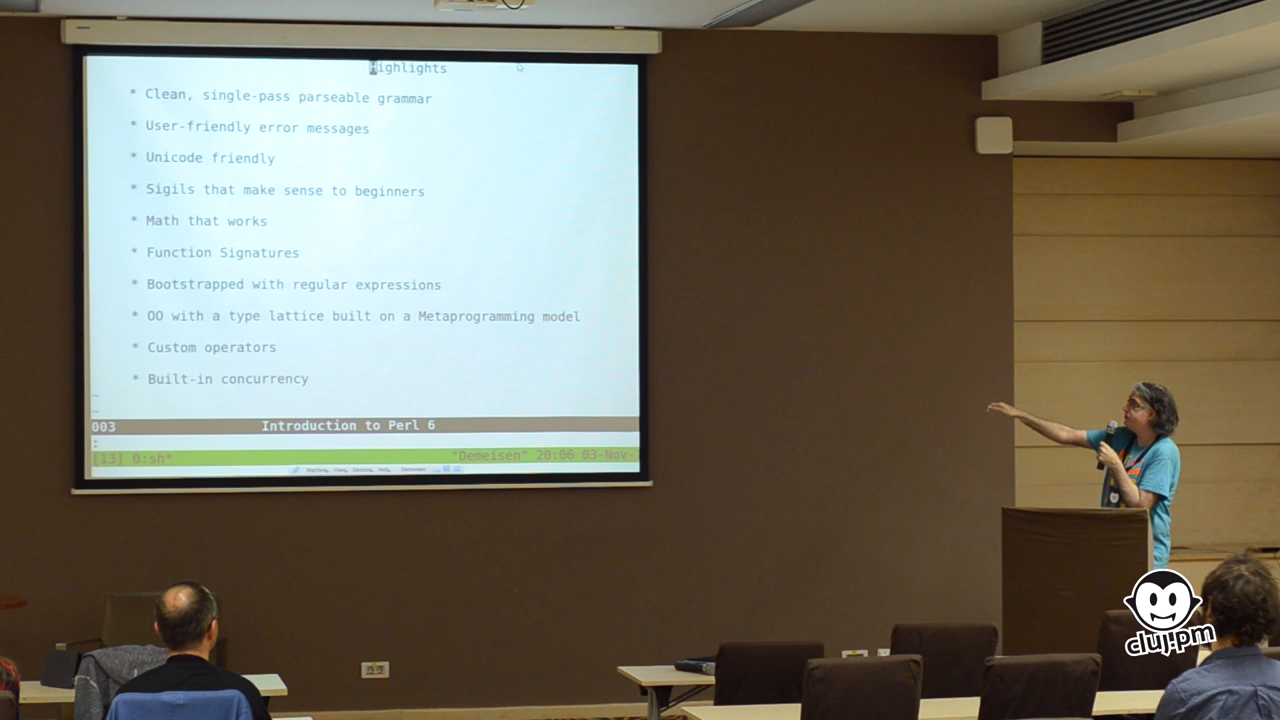 Highlights
* Clean, single-pass parseable grammar
* User-friendly error messages
* Unicode friendly
* Sigils that make sense to beginners
* Math that works
* Function Signatures
* Bootstrapped with regular expressions
* OO with a type lattice built on a Metaprogramming model
* Custom operators
* Built-in concurrency
~
~
003 Introduction to Perl 6
:
[13] 0:sh* "Demeisen" 20:06 03-Nov-
cluj.pm